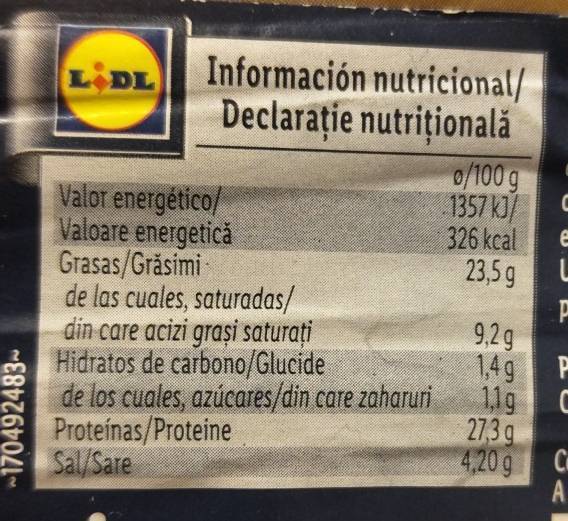 LIDL
Información nutricional/
Declarație nutrițională
ø/100 g
Valor energético/ 1357 kJ/
Valoare energetică 326 kcal
Grasas/Grăsimi 23,5 g
de las cuales, saturadas/
din care acizi grași saturați 9,2 g
Hidratos de carbono/Glucide 1,4 g
de los cuales, azúcares/din care zaharuri 1,1 g
Proteínas/Proteine 27,3 g
Sal/Sare 4,20 g
~170492483~